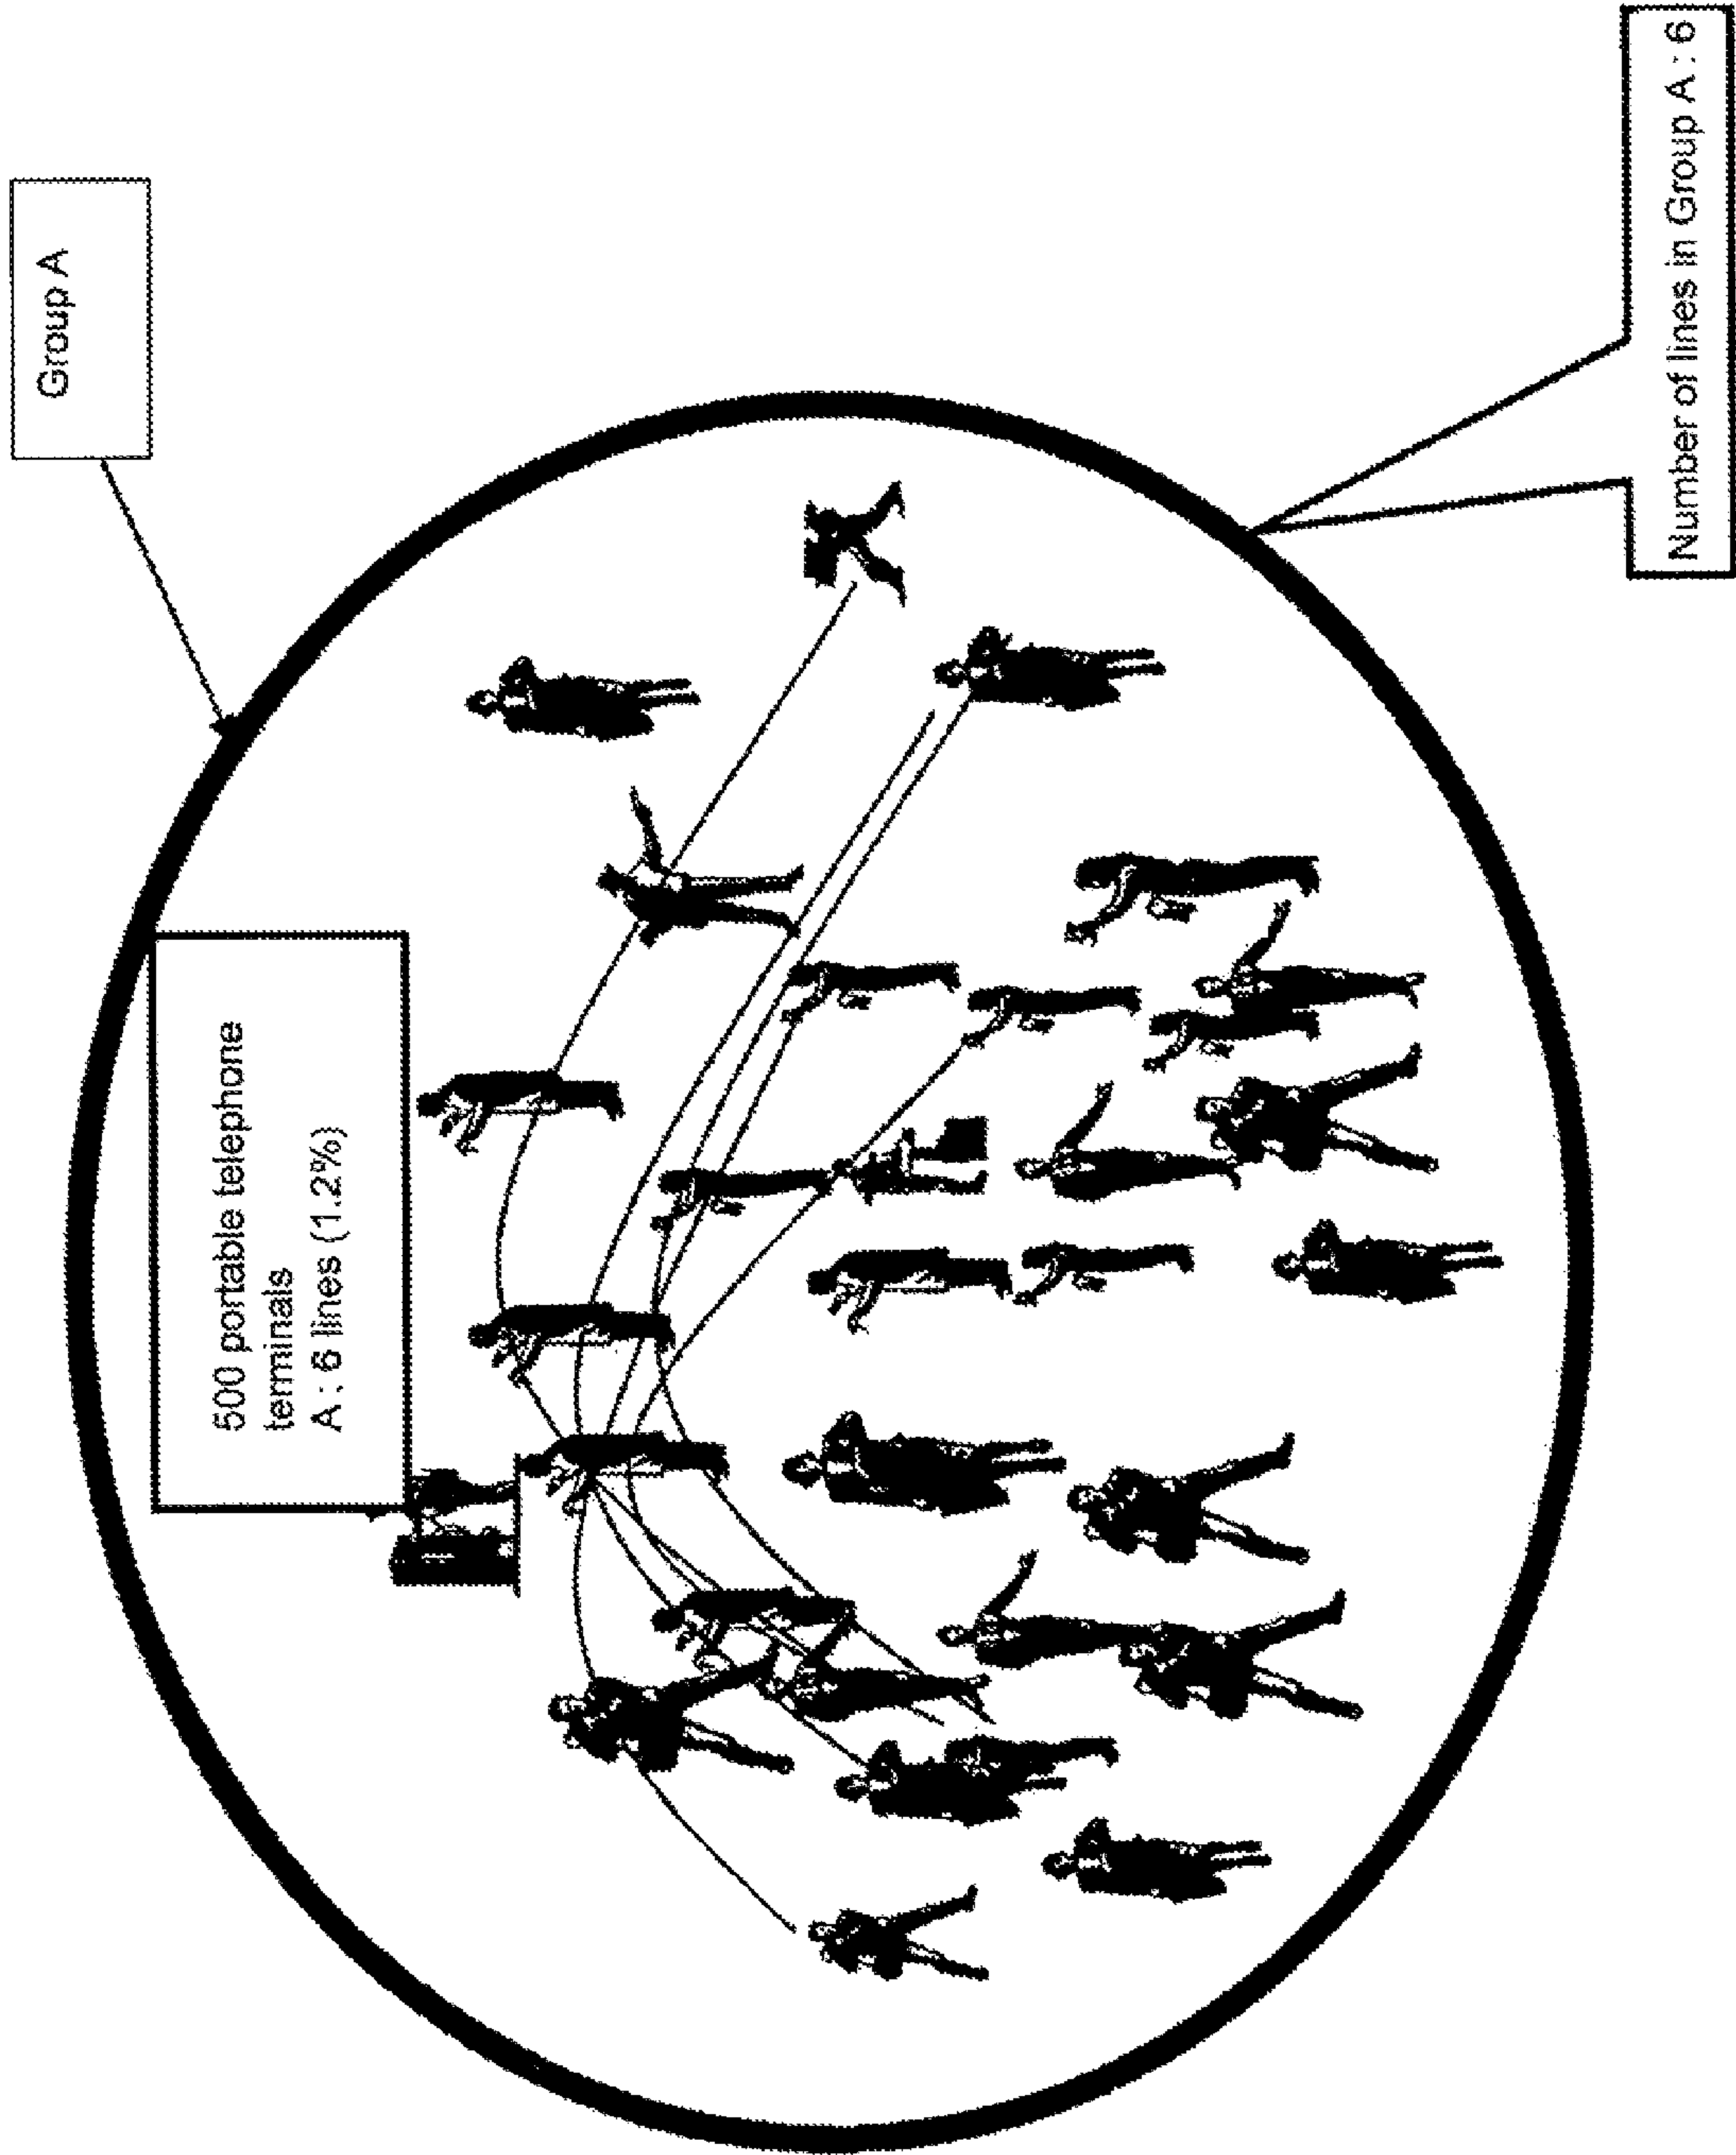 Group A
500 portable telephone
terminals
A : 6 lines (1.2%)
Number of lines in Group A : 6